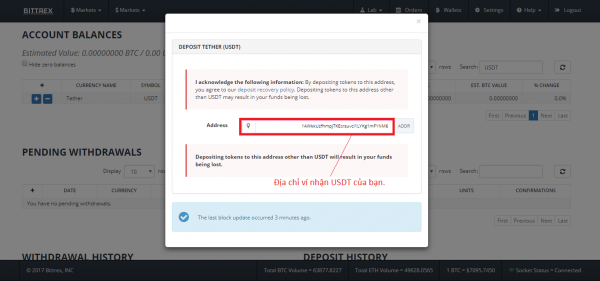 BITTREX
$ Markets
$ Markets
Lab
Orders
Wallets
Settings
Help
Logout
ACCOUNT BALANCES
Estimated Value: 0.00000000 BTC / 0.00
Hide zero balances
rows
Search: USDT
+ CURRENCY NAME SYMBOL
EST. BTC VALUE % CHANGE
Tether USDT
0.00000000 0.0%
First Previous 1 Next Last
×
DEPOSIT TETHER (USDT)
I acknowledge the following information: By depositing tokens to this address,
you agree to our deposit recovery policy. Depositing tokens to this address other
than USDT may result in your funds being lost.
Address
Depositing tokens to this address other than USDT will result in your funds
being lost.
Địa chỉ ví nhận USDT của bạn.
The last block update occurred 3 minutes ago.
PENDING WITHDRAWALS
Display 10 rows
rows
Search:
+ DATE CURRENCY
UNITS CONFIRMATIONS
You have no pending withdrawals.
First Previous Next Last
WITHDRAWAL HISTORY
DEPOSIT HISTORY
© 2017 Bittrex, INC
Total BTC Volume = 63877.8227
Total ETH Volume = 49628.0565
1 BTC = $7095.7450
Socket Status = Connected